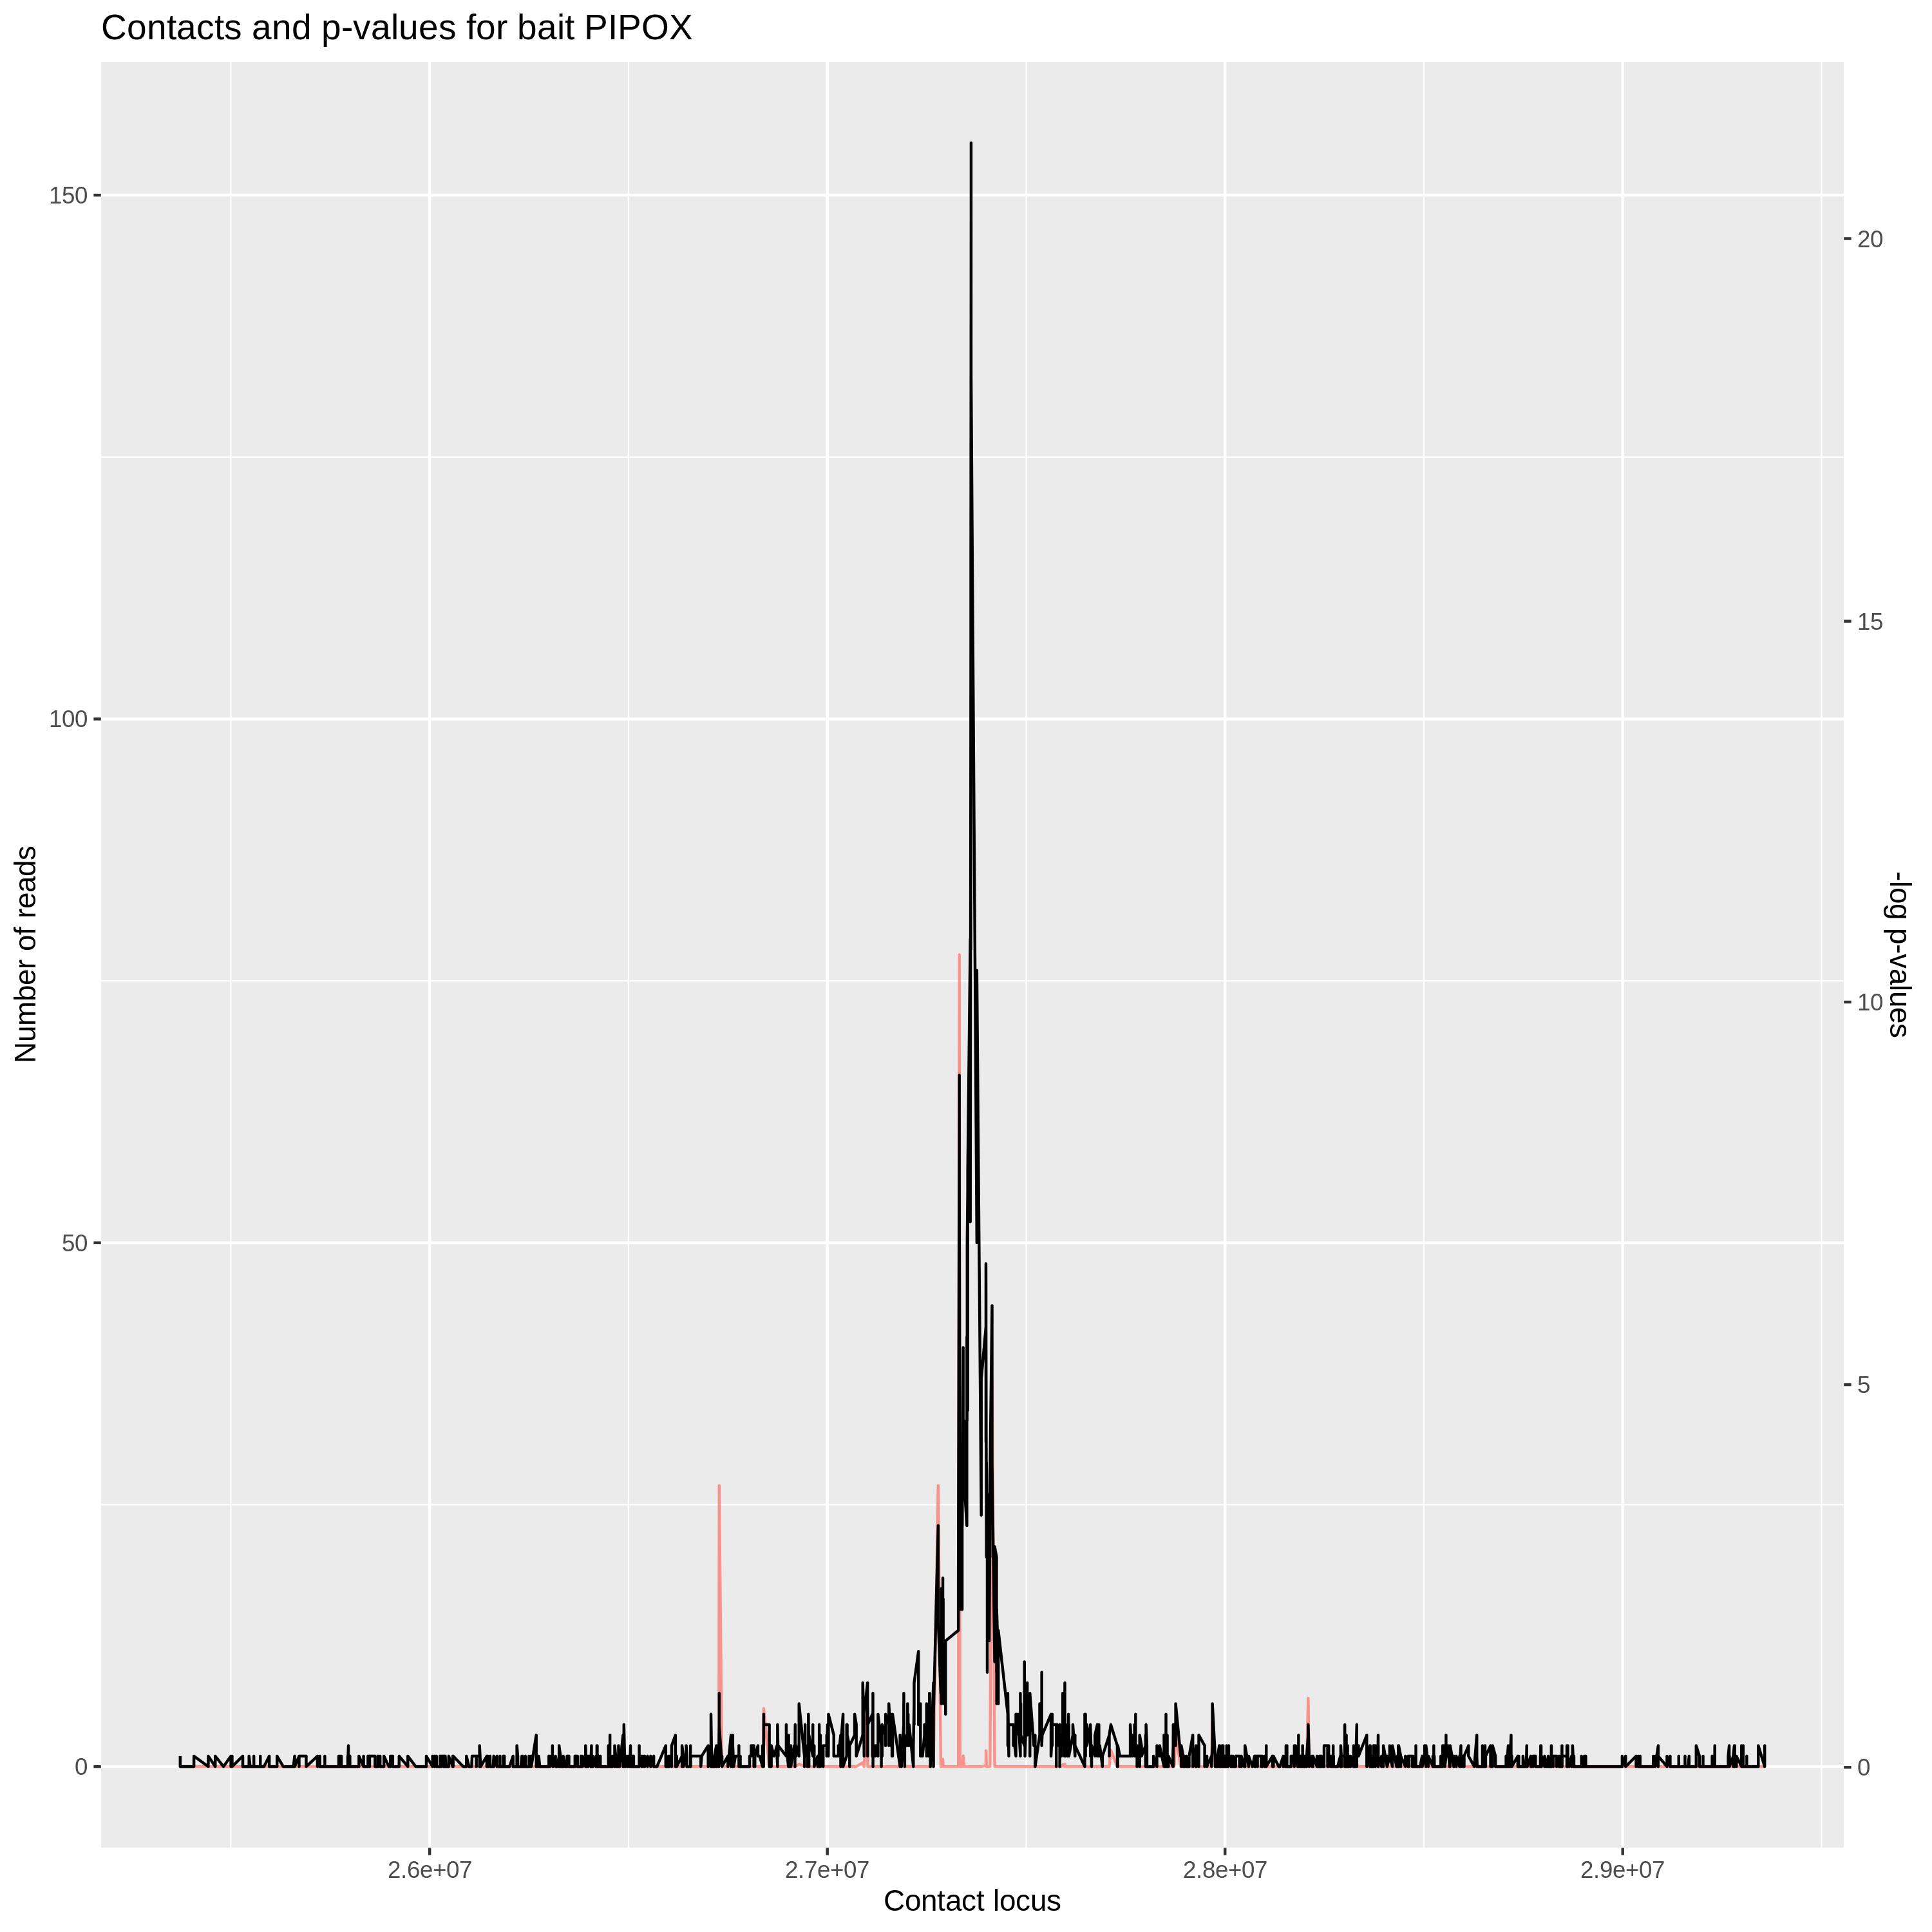 Contacts and p-values for bait PIPOX
150
100
50
0
Number of reads
20
15
10
5
0
-log p-values
2.6e+07
2.7e+07
2.8e+07
2.9e+07
Contact locus